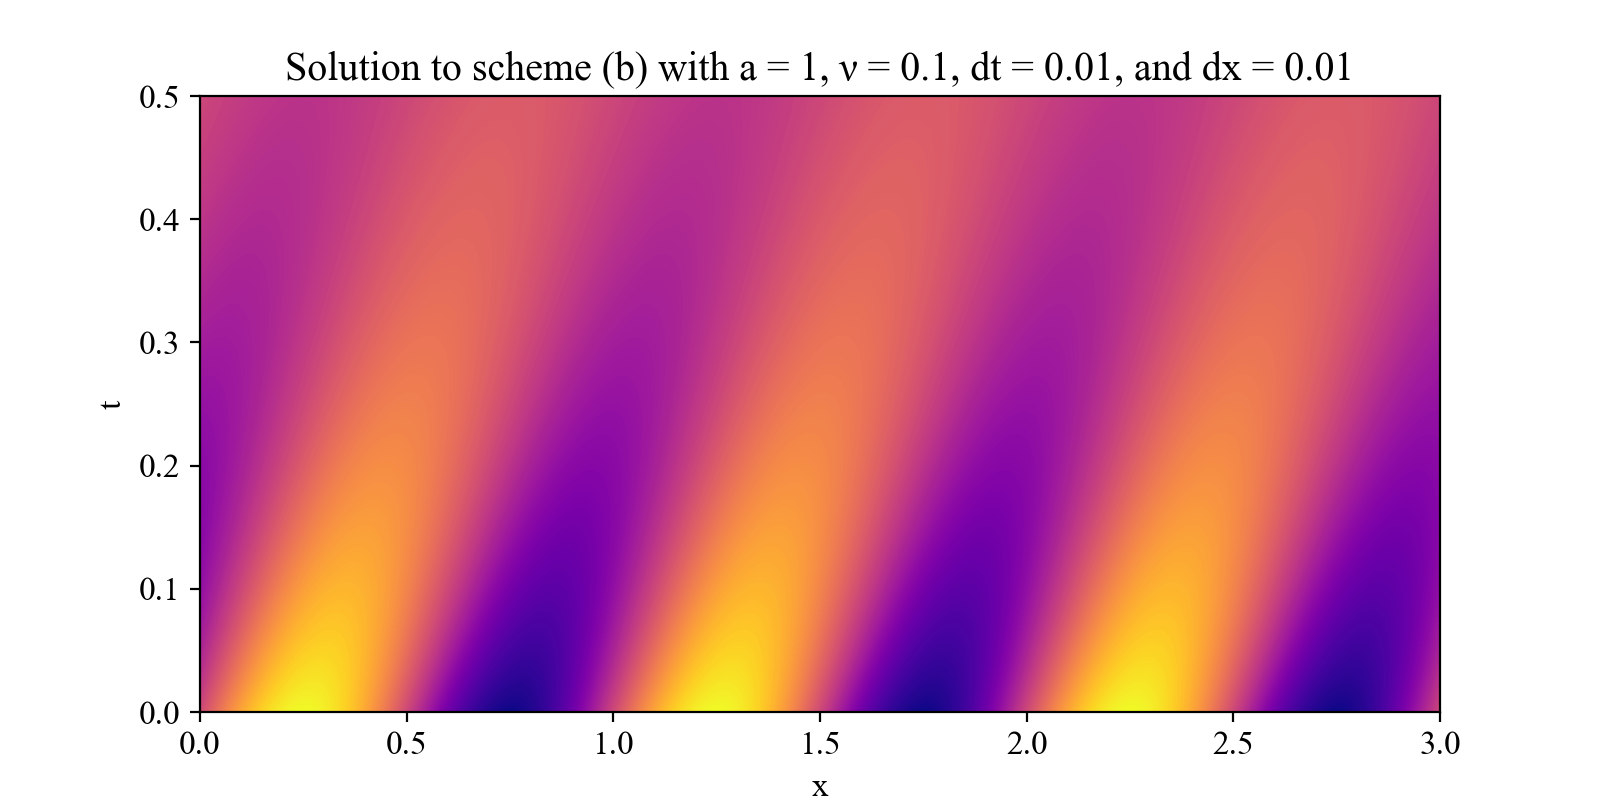 Solution to scheme (b) with a = 1, ν = 0.1, dt = 0.01, and dx = 0.01
0.5
0.4
0.3
t
0.2
0.1
0.0
0.0 0.5 1.0 1.5 2.0 2.5 3.0
x